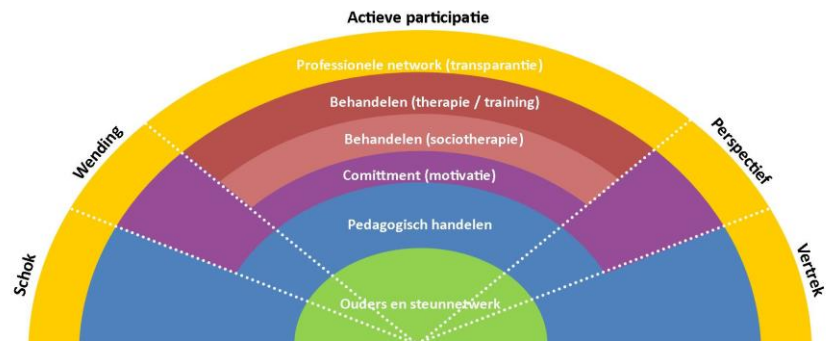 Actieve participatie
Professionele network (transparantie)
Behandelen (therapie / training)
Wending
Perspectief
Behandelen (sociotherapie)
Comittment (motivatie)
Pedagogisch handelen
Schok
Vertrek
Ouders en steunnetwerk